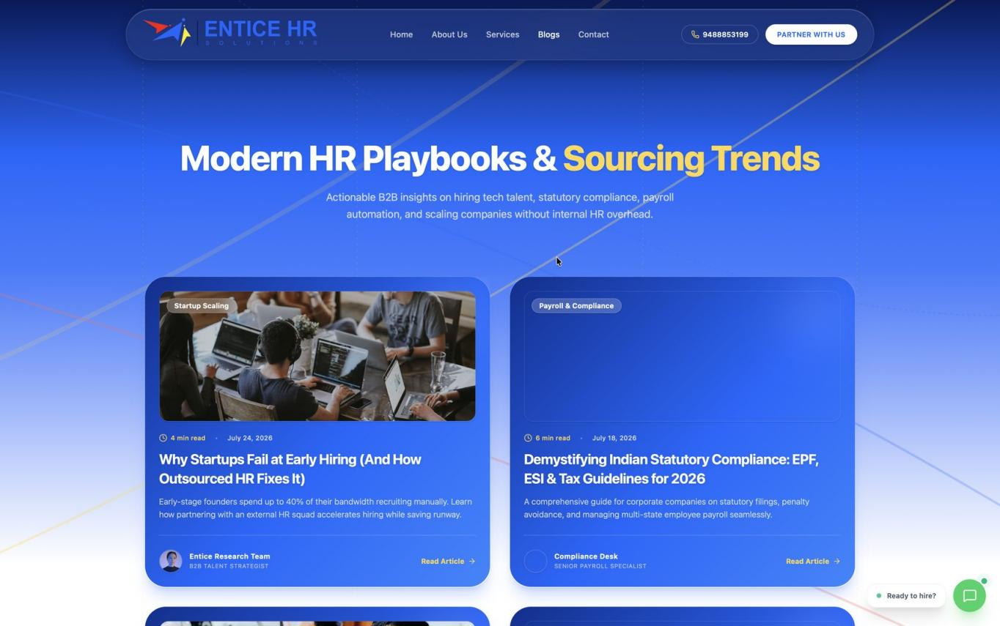 ENTICE HR
SOLUTIONS
Home
About Us
Services
Blogs
Contact
9488853199
PARTNER WITH US
Modern HR Playbooks & Sourcing Trends
Actionable B2B insights on hiring tech talent, statutory compliance, payroll
automation, and scaling companies without internal HR overhead.
Startup Scaling
4 min read • July 24, 2026
Why Startups Fail at Early Hiring (And How
Outsourced HR Fixes It)
Early-stage founders spend up to 40% of their bandwidth recruiting manually. Learn
how partnering with an external HR squad accelerates hiring while saving runway.
Entice Research Team
B2B TALENT STRATEGIST
Read Article →
Payroll & Compliance
6 min read • July 18, 2026
Demystifying Indian Statutory Compliance: EPF,
ESI & Tax Guidelines for 2026
A comprehensive guide for corporate companies on statutory filings, penalty
avoidance, and managing multi-state employee payroll seamlessly.
Compliance Desk
SENIOR PAYROLL SPECIALIST
Read Article →
Ready to hire?